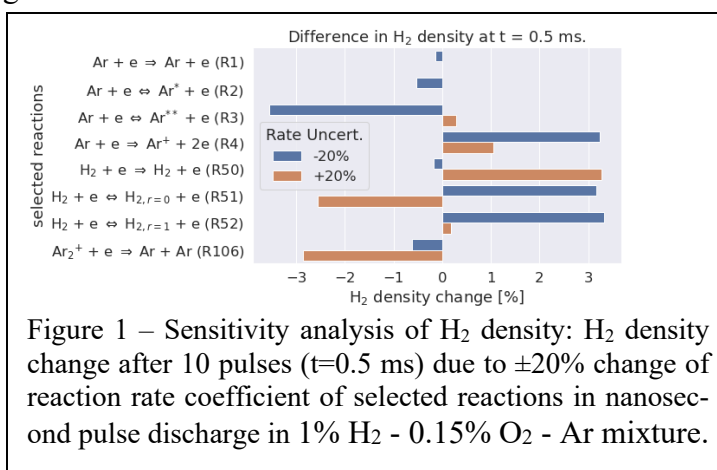 Difference in H₂ density at t = 0.5 ms.
selected reactions
Ar + e ⇒ Ar + e (R1)
Ar + e ⇔ Ar* + e (R2)
Ar + e ⇔ Ar** + e (R3)
Ar + e ⇒ Ar⁺ + 2e (R4)
H₂ + e ⇒ H₂ + e (R50)
H₂ + e ⇔ H₂,ᵣ₌₀ + e (R51)
H₂ + e ⇔ H₂,ᵣ₌₁ + e (R52)
Ar₂⁺ + e ⇒ Ar + Ar (R106)
Rate Uncert.
-20%
+20%
−3 −2 −1 0 1 2 3
H₂ density change [%]
Figure 1 – Sensitivity analysis of H₂ density: H₂ density
change after 10 pulses (t=0.5 ms) due to ±20% change of
reaction rate coefficient of selected reactions in nanosec-
ond pulse discharge in 1% H₂ - 0.15% O₂ - Ar mixture.